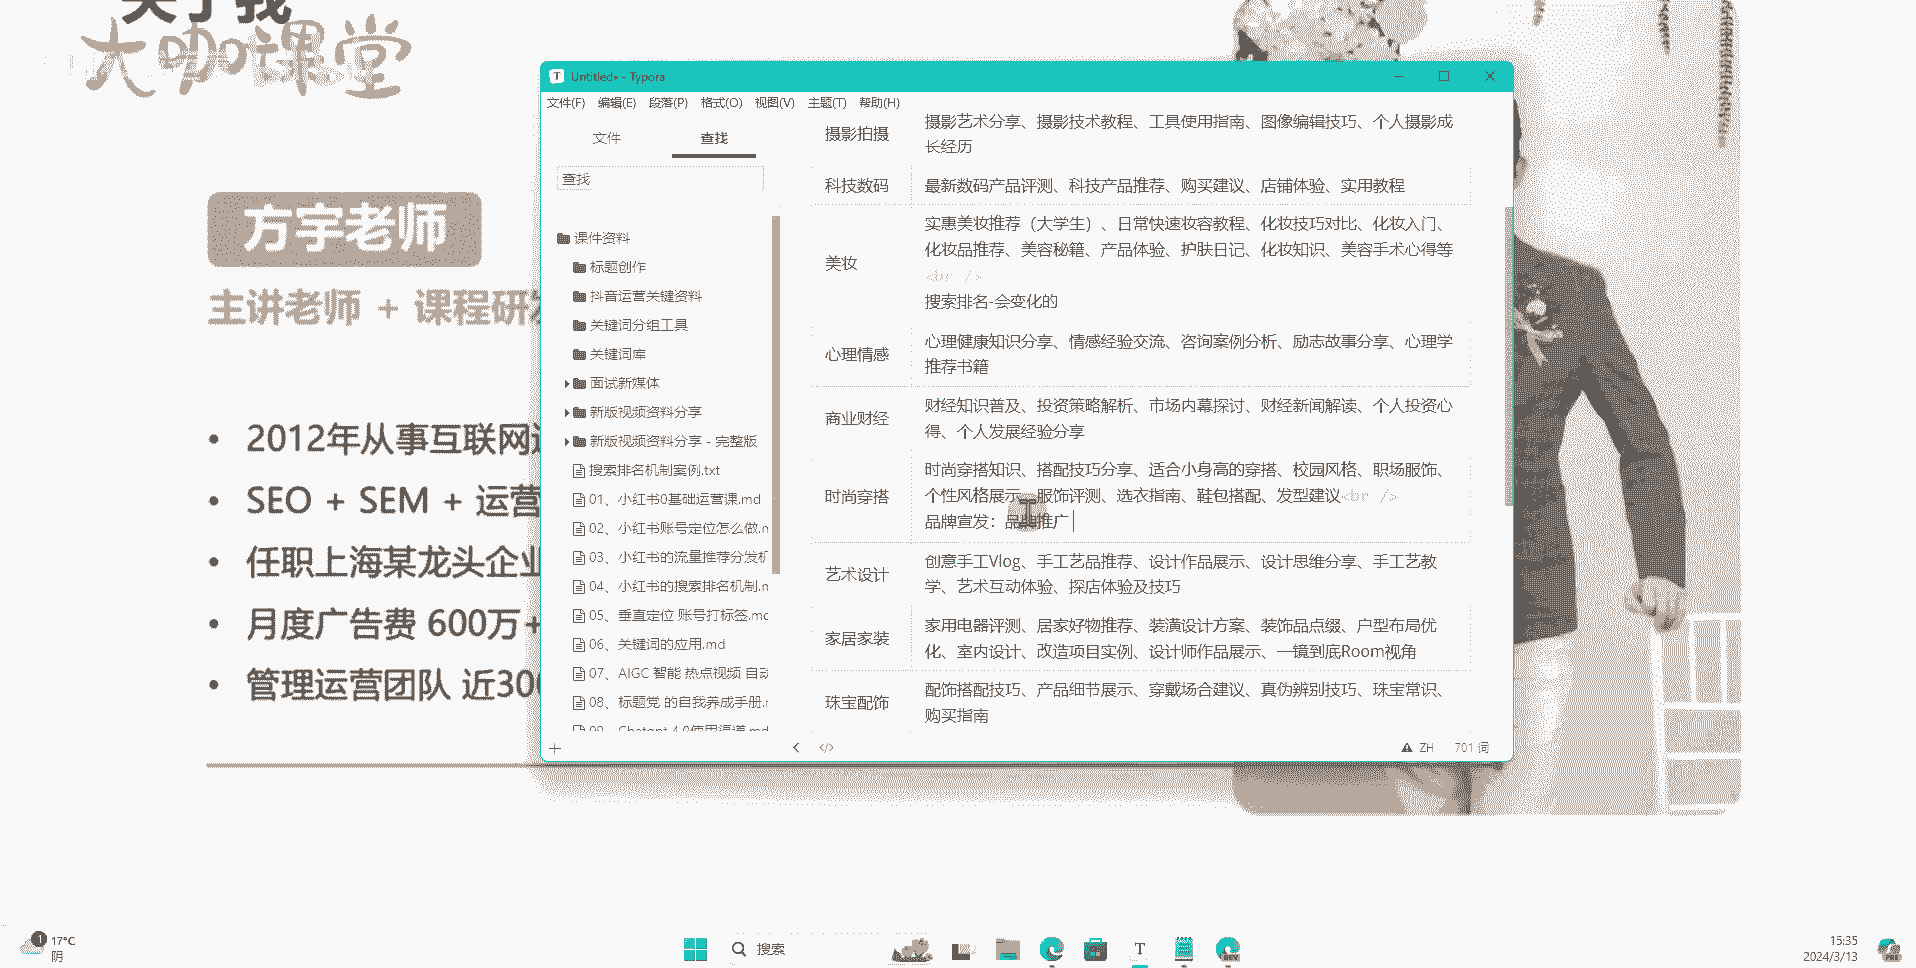 关于我
大咖课堂
方宇老师
主讲老师 + 课程研发
2012年从事互联网
SEO + SEM + 运营
任职上海某龙头企业
月度广告费 600万+
管理运营团队 近300
Untitled• - Typora
文件(F) 编辑(E) 段落(P) 格式(O) 视图(V) 主题(T) 帮助(H)
文件 查找
查找
课件资料
标题创作
抖音运营关键资料
关键词分组工具
关键词库
面试新媒体
新版视频资料分享
新版视频资料分享 - 完整版
搜索排名机制案例.txt
01、小红书0基础运营课.md
02、小红书账号定位怎么做.m
03、小红书的流量推荐分发机
04、小红书的搜索排名机制.m
05、垂直定位 账号打标签.mc
06、关键词的应用.md
07、AIGC 智能 热点视频 自动
08、标题党 的自我养成手册.r
09、Chatgpt 4.0使用渠道.md
摄影拍摄
摄影艺术分享、摄影技术教程、工具使用指南、图像编辑技巧、个人摄影成
长经历
科技数码
最新数码产品评测、科技产品推荐、购买建议、店铺体验、实用教程
美妆
实惠美妆推荐（大学生）、日常快速妆容教程、化妆技巧对比、化妆入门、
化妆品推荐、美容秘籍、产品体验、护肤日记、化妆知识、美容手术心得等
<br />
搜索排名-会变化的
心理情感
心理健康知识分享、情感经验交流、咨询案例分析、励志故事分享、心理学
推荐书籍
商业财经
财经知识普及、投资策略解析、市场内幕探讨、财经新闻解读、个人投资心
得、个人发展经验分享
时尚穿搭
时尚穿搭知识、搭配技巧分享、适合小身高的穿搭、校园风格、职场服饰、
个性风格展示、服饰评测、选衣指南、鞋包搭配、发型建议<br />
品牌宣发：品牌推广
艺术设计
创意手工Vlog、手工艺品推荐、设计作品展示、设计思维分享、手工艺教
学、艺术互动体验、探店体验及技巧
家居家装
家用电器评测、居家好物推荐、装潢设计方案、装饰品点缀、户型布局优
化、室内设计、改造项目实例、设计师作品展示、一镜到底Room视角
珠宝配饰
配饰搭配技巧、产品细节展示、穿戴场合建议、真伪辨别技巧、珠宝常识、
购买指南
ZH 701 词
1 17°C
阴
搜索
T
DEV
15:35
2024/3/13
PRE